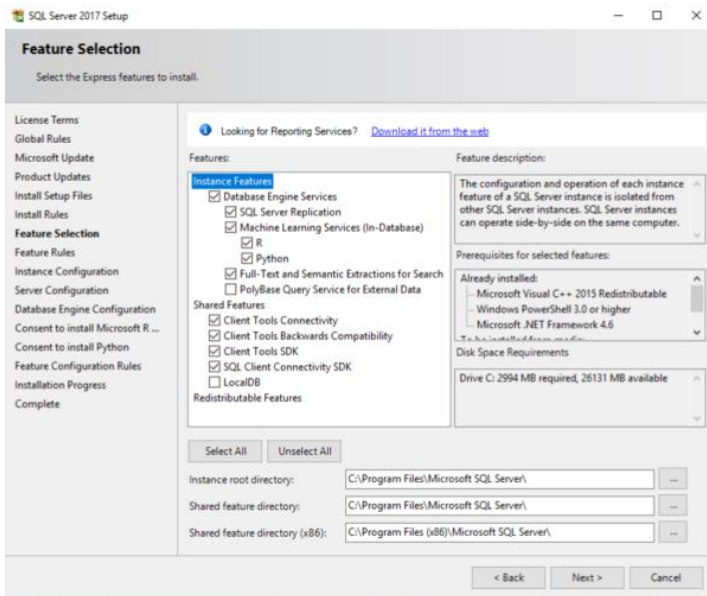 SQL Server 2017 Setup
Feature Selection
Select the Express features to install.
License Terms
Global Rules
Microsoft Update
Product Updates
Install Setup Files
Install Rules
Feature Selection
Feature Rules
Instance Configuration
Server Configuration
Database Engine Configuration
Consent to install Microsoft R ...
Consent to install Python
Feature Configuration Rules
Installation Progress
Complete
Looking for Reporting Services? Download it from the web
Features:
Instance Features
Database Engine Services
SQL Server Replication
Machine Learning Services (In-Database)
R
Python
Full-Text and Semantic Extractions for Search
PolyBase Query Service for External Data
Shared Features
Client Tools Connectivity
Client Tools Backwards Compatibility
Client Tools SDK
SQL Client Connectivity SDK
LocalDB
Redistributable Features
Feature description:
The configuration and operation of each instance
feature of a SQL Server instance is isolated from
other SQL Server instances. SQL Server instances
can operate side-by-side on the same computer.
Prerequisites for selected features:
Already installed:
Microsoft Visual C++ 2015 Redistributable
Windows PowerShell 3.0 or higher
Microsoft .NET Framework 4.6
Disk Space Requirements
Drive C: 2994 MB required, 26131 MB available
Select All
Unselect All
Instance root directory: C:\Program Files\Microsoft SQL Server\ ...
Shared feature directory: C:\Program Files\Microsoft SQL Server\ ...
Shared feature directory (x86): C:\Program Files (x86)\Microsoft SQL Server\ ...
< Back
Next >
Cancel